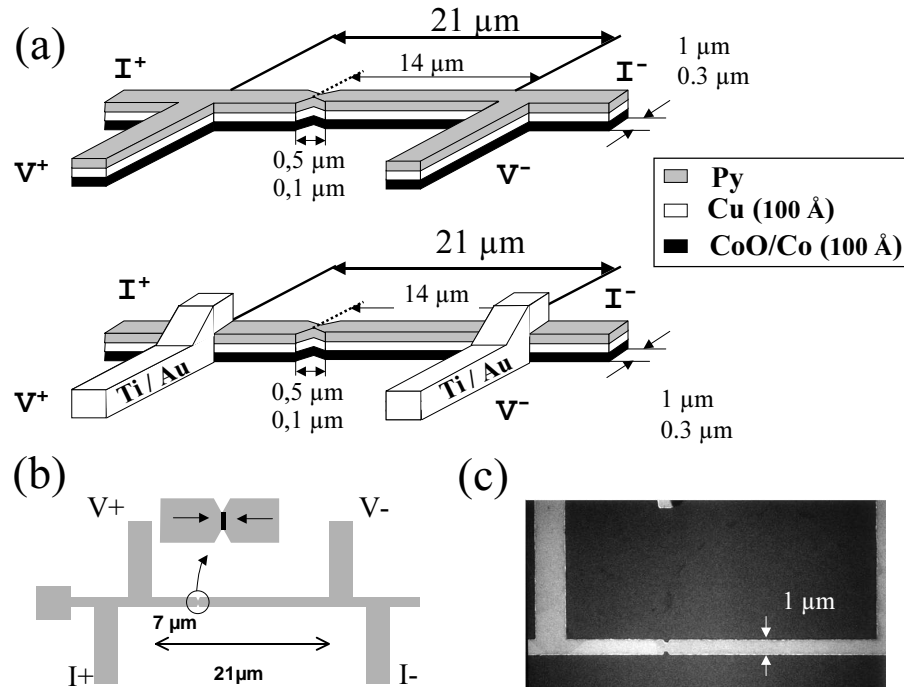 (a)
21 µm
1 µm
0.3 µm
I⁺
14 µm
I⁻
V⁺
0,5 µm
0,1 µm
V⁻
Py
Cu (100 Å)
CoO/Co (100 Å)
21 µm
I⁺
14 µm
I⁻
Ti / Au
Ti / Au
V⁺
0,5 µm
0,1 µm
V⁻
1 µm
0.3 µm
(b)
V+
V-
7 µm
21µm
I+
I-
(c)
1 µm